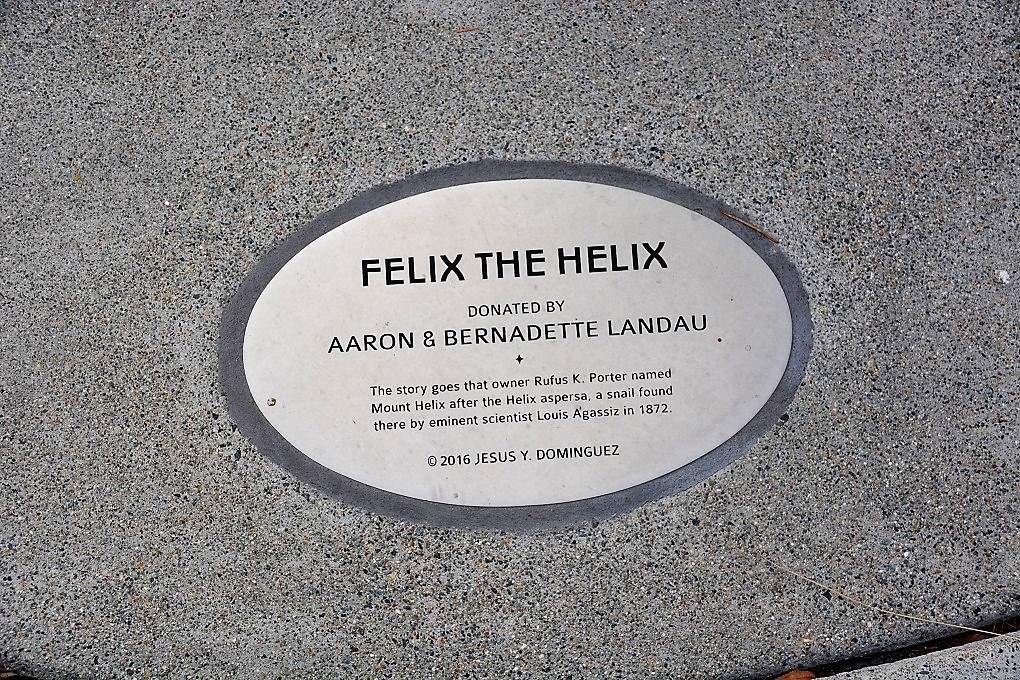 FELIX THE HELIX
DONATED BY
AARON & BERNADETTE LANDAU
The story goes that owner Rufus K. Porter named
Mount Helix after the Helix aspersa, a snail found
there by eminent scientist Louis Agassiz in 1872.
© 2016 JESUS Y. DOMINGUEZ